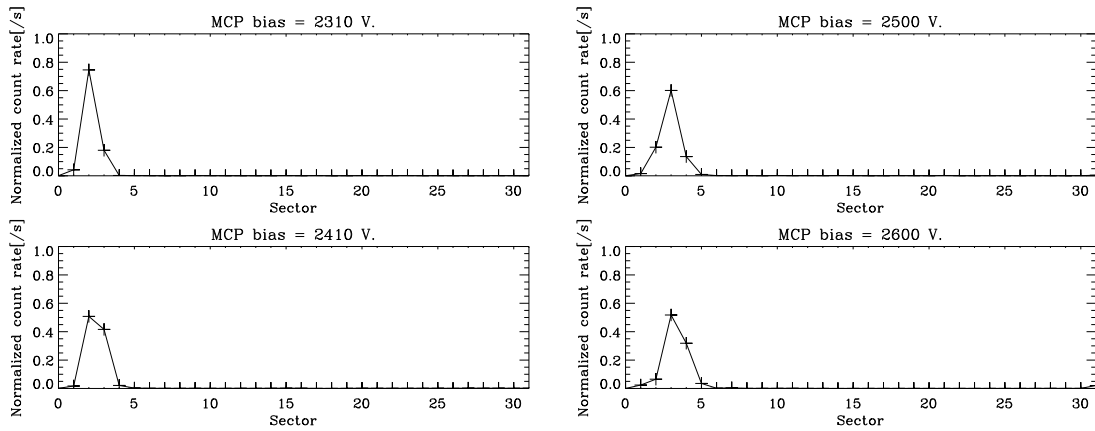 MCP bias = 2310 V.
Normalized count rate[/s]
1.0
0.8
0.6
0.4
0.2
0.0
0 5 10 15 20 25 30
Sector
MCP bias = 2500 V.
Normalized count rate[/s]
1.0
0.8
0.6
0.4
0.2
0.0
0 5 10 15 20 25 30
Sector
MCP bias = 2410 V.
Normalized count rate[/s]
1.0
0.8
0.6
0.4
0.2
0.0
0 5 10 15 20 25 30
Sector
MCP bias = 2600 V.
Normalized count rate[/s]
1.0
0.8
0.6
0.4
0.2
0.0
0 5 10 15 20 25 30
Sector